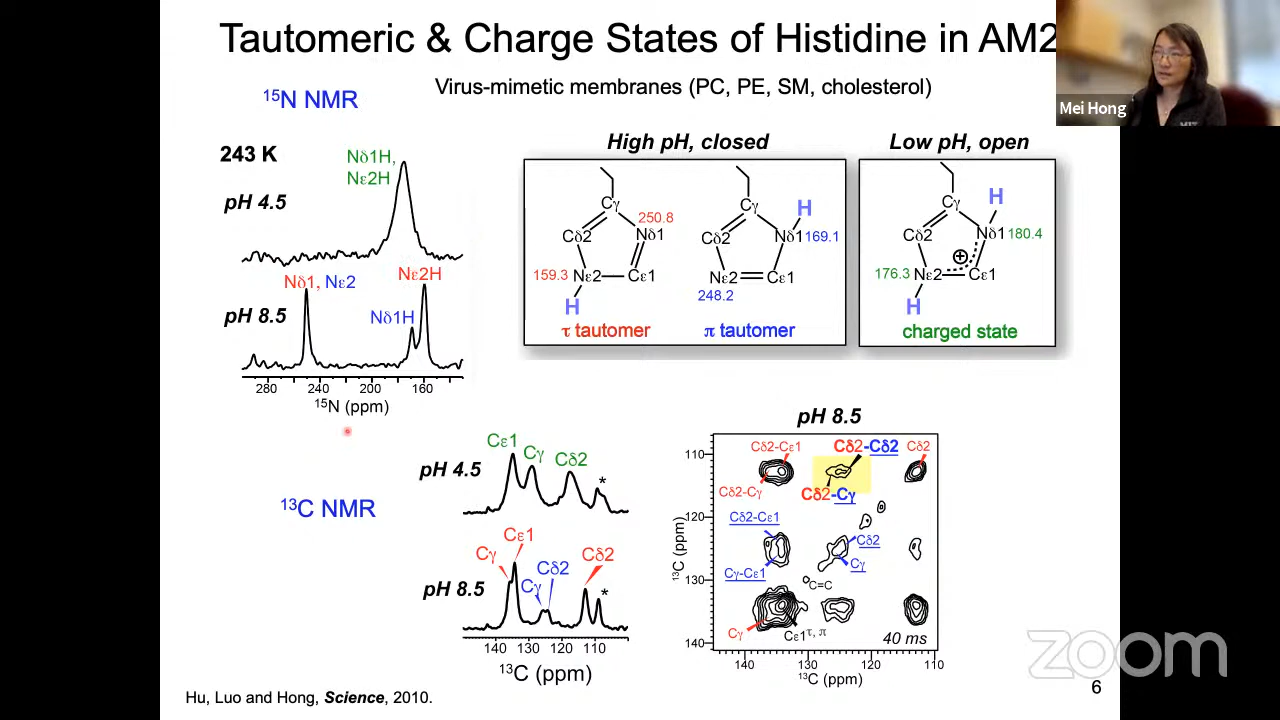 Tautomeric & Charge States of Histidine in AM2
Mei Hong
Virus-mimetic membranes (PC, PE, SM, cholesterol)
15N NMR
243 K
Nδ1H,
Nε2H
pH 4.5
Nδ1, Nε2
Nε2H
Nδ1H
pH 8.5
280 240 200 160
15N (ppm)
High pH, closed
Low pH, open
Cγ
250.8
Cδ2
Nδ1
159.3
Nε2
Cε1
H
τ tautomer
Cγ
H
Cδ2
Nδ1
169.1
Nε2
Cε1
248.2
π tautomer
Cγ
H
Cδ2
Nδ1
180.4
176.3
Nε2
Cε1
H
charged state
13C NMR
Cε1
Cγ
Cδ2
pH 4.5
*
Cε1
Cγ
Cγ
Cδ2
Cδ2
pH 8.5
*
140 130 120 110
13C (ppm)
pH 8.5
Cδ2-Cε1
Cδ2-Cδ2
Cδ2
Cδ2-Cγ
Cδ2-Cγ
Cδ2-Cε1
Cδ2
Cγ
Cγ-Cε1
C=C
Cγ
Cε1τ, π
40 ms
110
120
130
140
13C (ppm)
140 130 120 110
13C (ppm)
zoom
Hu, Luo and Hong, Science, 2010.
6